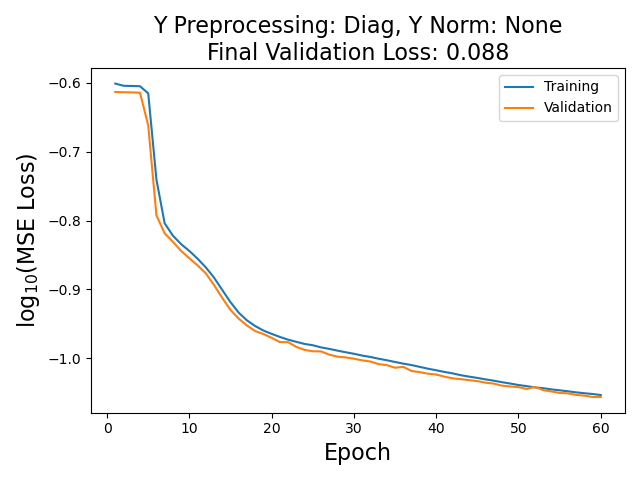 Y Preprocessing: Diag, Y Norm: None
Final Validation Loss: 0.088
Training
Validation
−0.6
−0.7
−0.8
−0.9
−1.0
log₁₀(MSE Loss)
0 10 20 30 40 50 60
Epoch